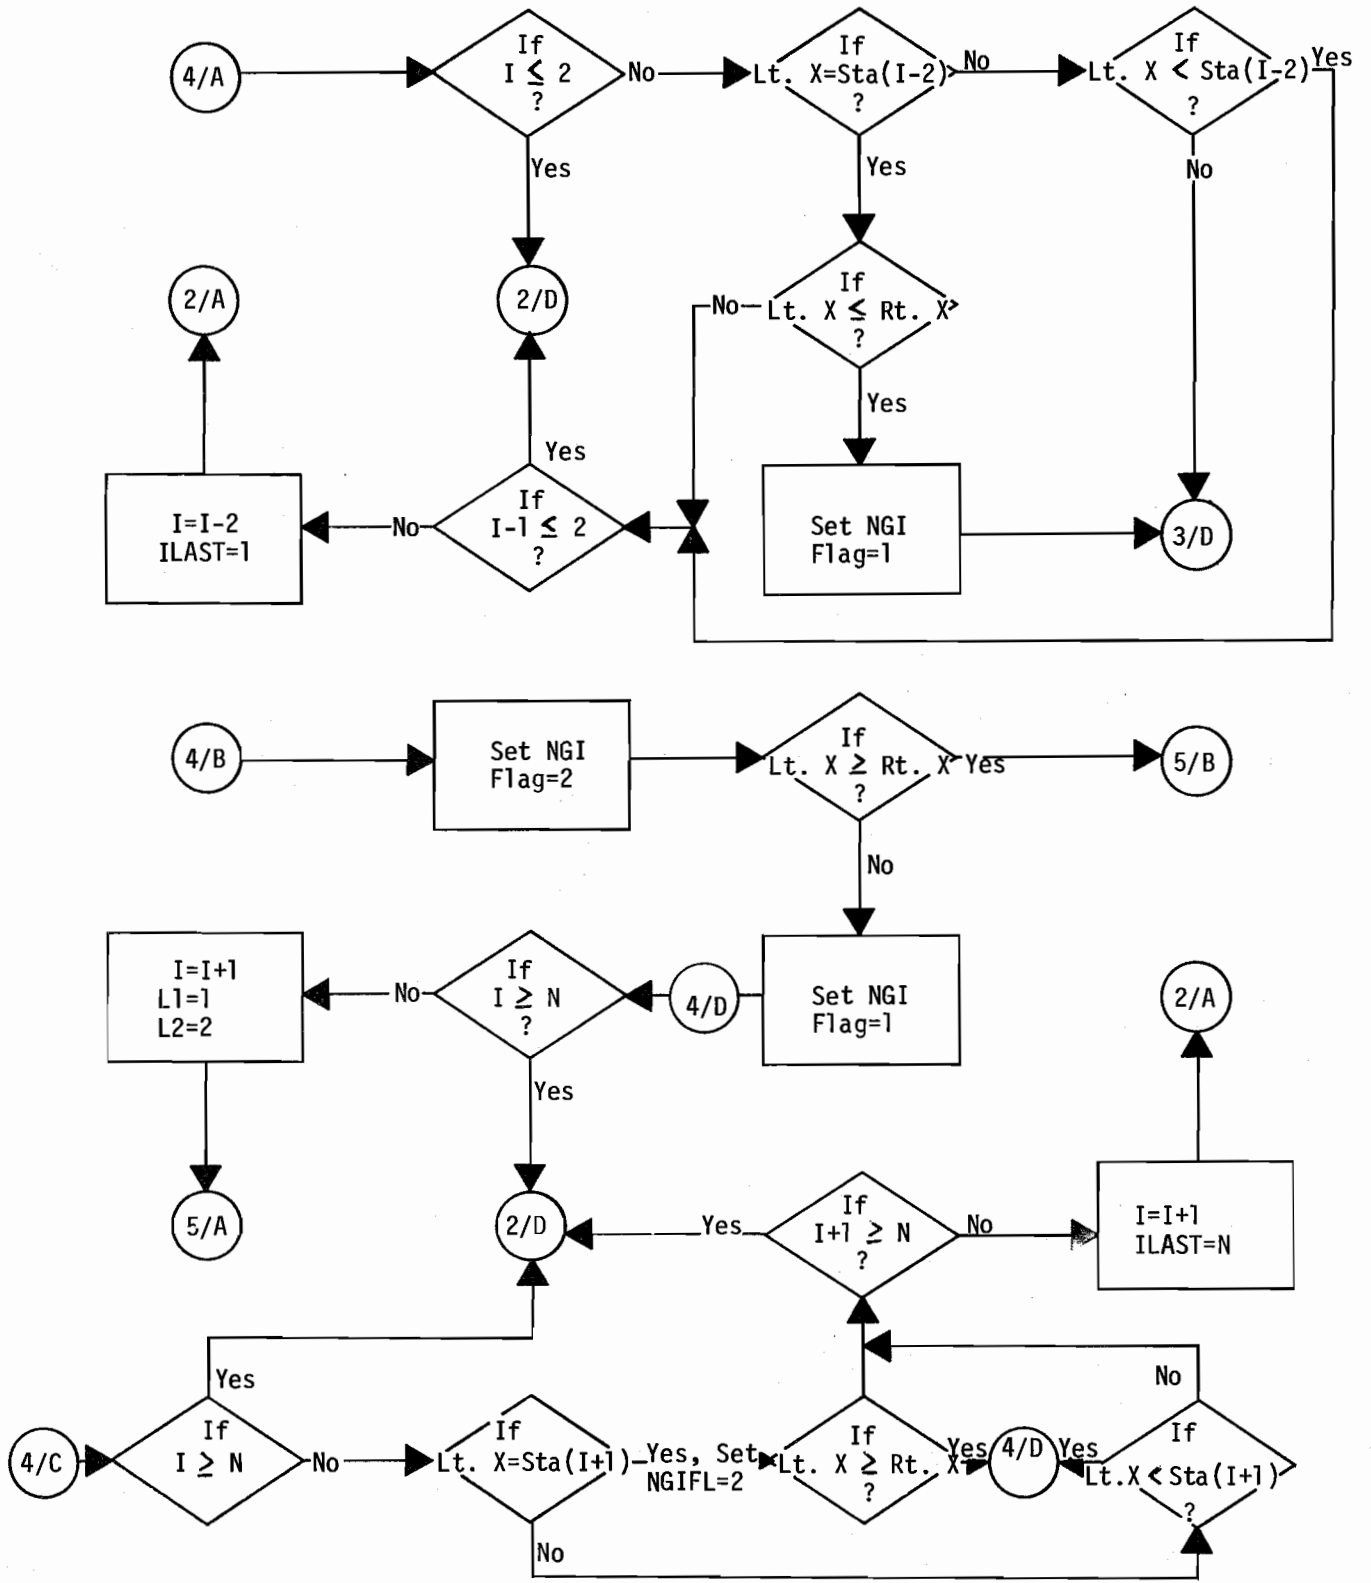 4/A
If
I ≤ 2
?
No
Yes
If
Lt. X=Sta(I-2)
?
No
Yes
If
Lt. X < Sta(I-2)
?
Yes
No
2/A
2/D
If
Lt. X ≤ Rt. X
?
No
Yes
Yes
I=I-2
ILAST=1
No
If
I-1 ≤ 2
?
Set NGI
Flag=1
3/D
4/B
Set NGI
Flag=2
If
Lt. X ≥ Rt. X
?
Yes
5/B
No
I=I+1
L1=1
L2=2
No
If
I ≥ N
?
4/D
Set NGI
Flag=1
2/A
Yes
5/A
2/D
Yes
If
I+1 ≥ N
?
No
I=I+1
ILAST=N
Yes
No
4/C
If
I ≥ N
No
If
Lt. X=Sta(I+1)
Yes, Set
NGIFL=2
If
Lt. X ≥ Rt. X
?
Yes
4/D
Yes
If
Lt.X < Sta(I+1)
?
No